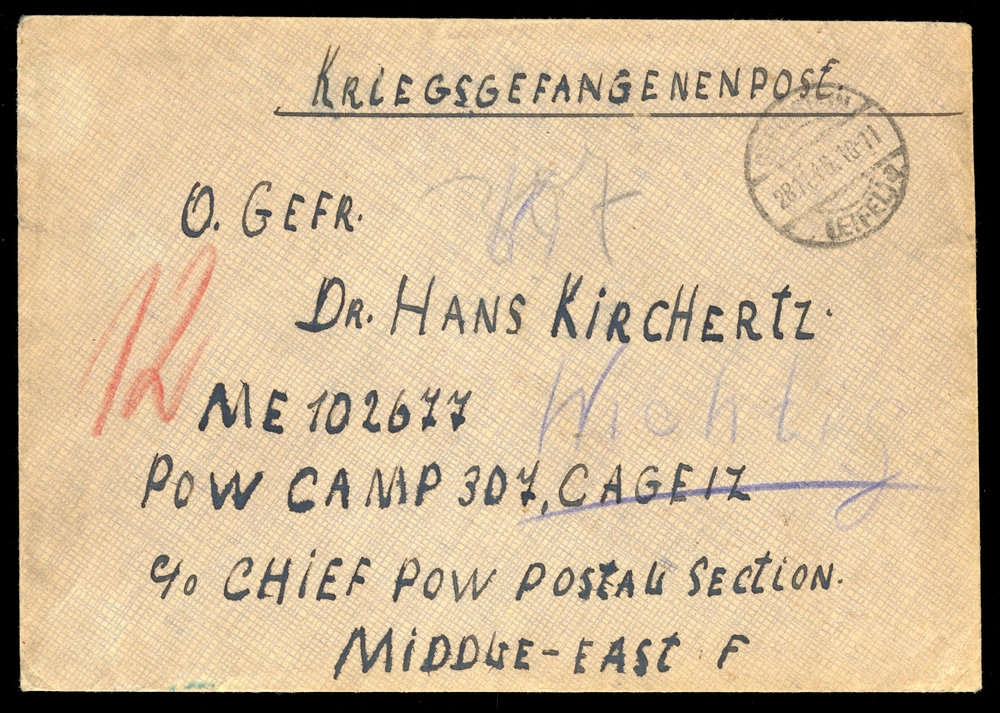 KRIEGSGEFANGENENPOST.
O. GEFR.
DR. HANS KIRCHERTZ.
12
ME 102677
Wichtig
POW CAMP 307, CAGE 12
c/o CHIEF POW POSTAL SECTION.
MIDDLE-EAST F
(EIFEL)